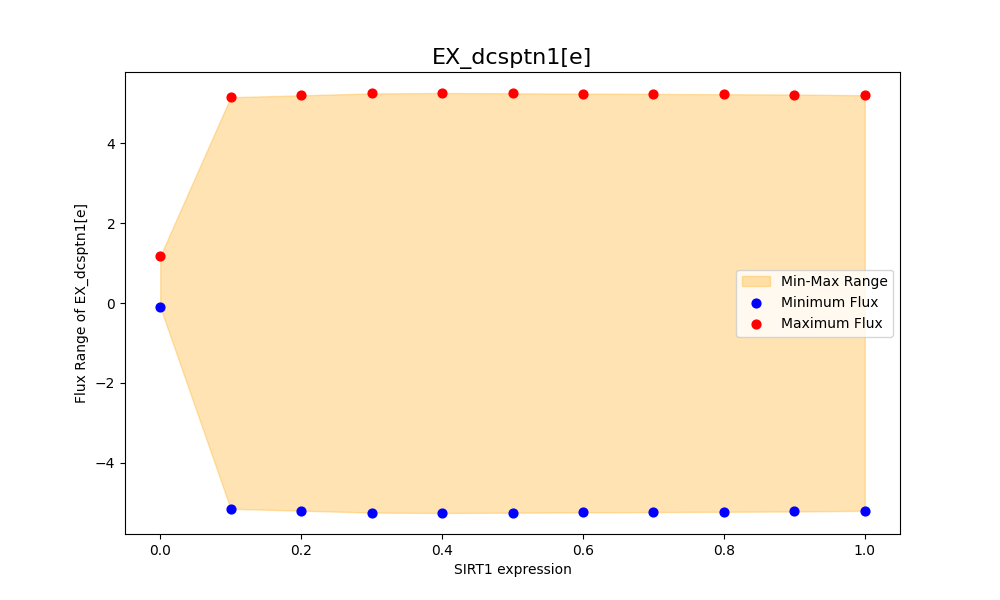 EX_dcsptn1[e]
Flux Range of EX_dcsptn1[e]
4
2
0
−2
−4
Min-Max Range
Minimum Flux
Maximum Flux
0.0 0.2 0.4 0.6 0.8 1.0
SIRT1 expression